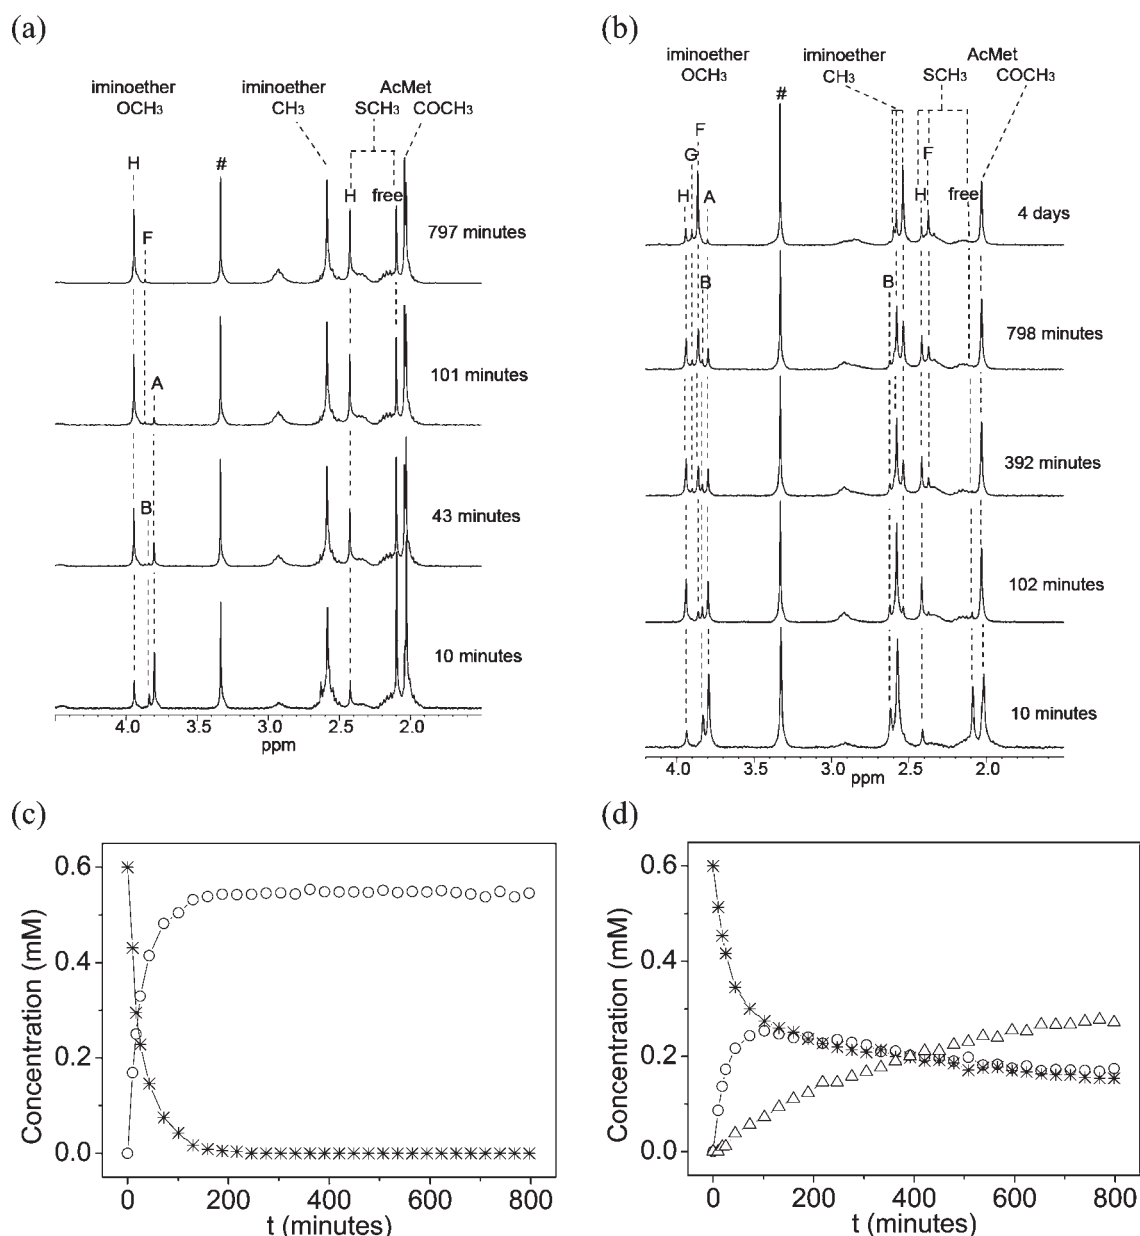 (a)
iminoether
OCH3
iminoether
CH3
AcMet
SCH3
COCH3
H
F
#
H
free
797 minutes
A
101 minutes
B
43 minutes
10 minutes
4.0 3.5 3.0 2.5 2.0
ppm
(b)
iminoether
OCH3
iminoether
CH3
AcMet
SCH3
COCH3
#
F
G
H
A
F
H
free
4 days
B
B
798 minutes
392 minutes
102 minutes
10 minutes
4.0 3.0 2.5 2.0
ppm
(c)
Concentration (mM)
0.6
0.4
0.2
0.0
0 200 400 600 800
t (minutes)
(d)
Concentration (mM)
0.6
0.4
0.2
0.0
0 200 400 600 800
t (minutes)